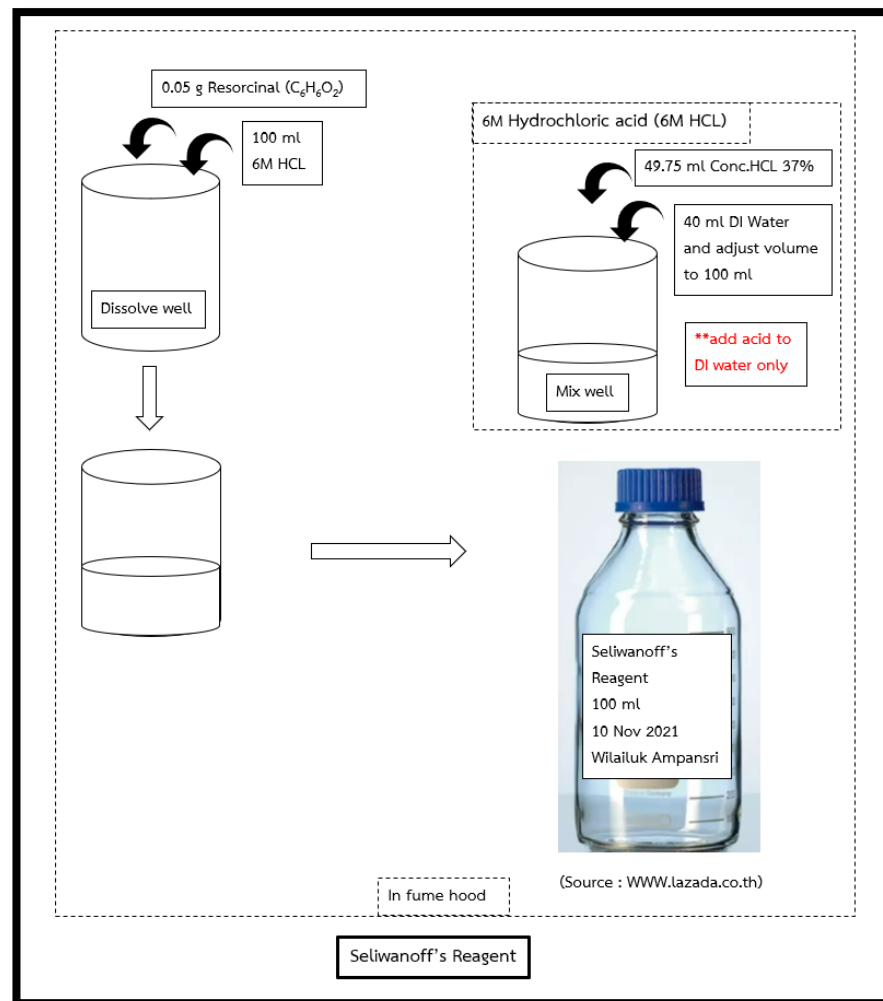 0.05 g Resorcinal (C₆H₆O₂)
100 ml
6M HCL
Dissolve well
6M Hydrochloric acid (6M HCL)
49.75 ml Conc.HCL 37%
40 ml DI Water
and adjust volume
to 100 ml
**add acid to
DI water only
Mix well
Seliwanoff's
Reagent
100 ml
10 Nov 2021
Wilailuk Ampansri
(Source : WWW.lazada.co.th)
In fume hood
Seliwanoff's Reagent